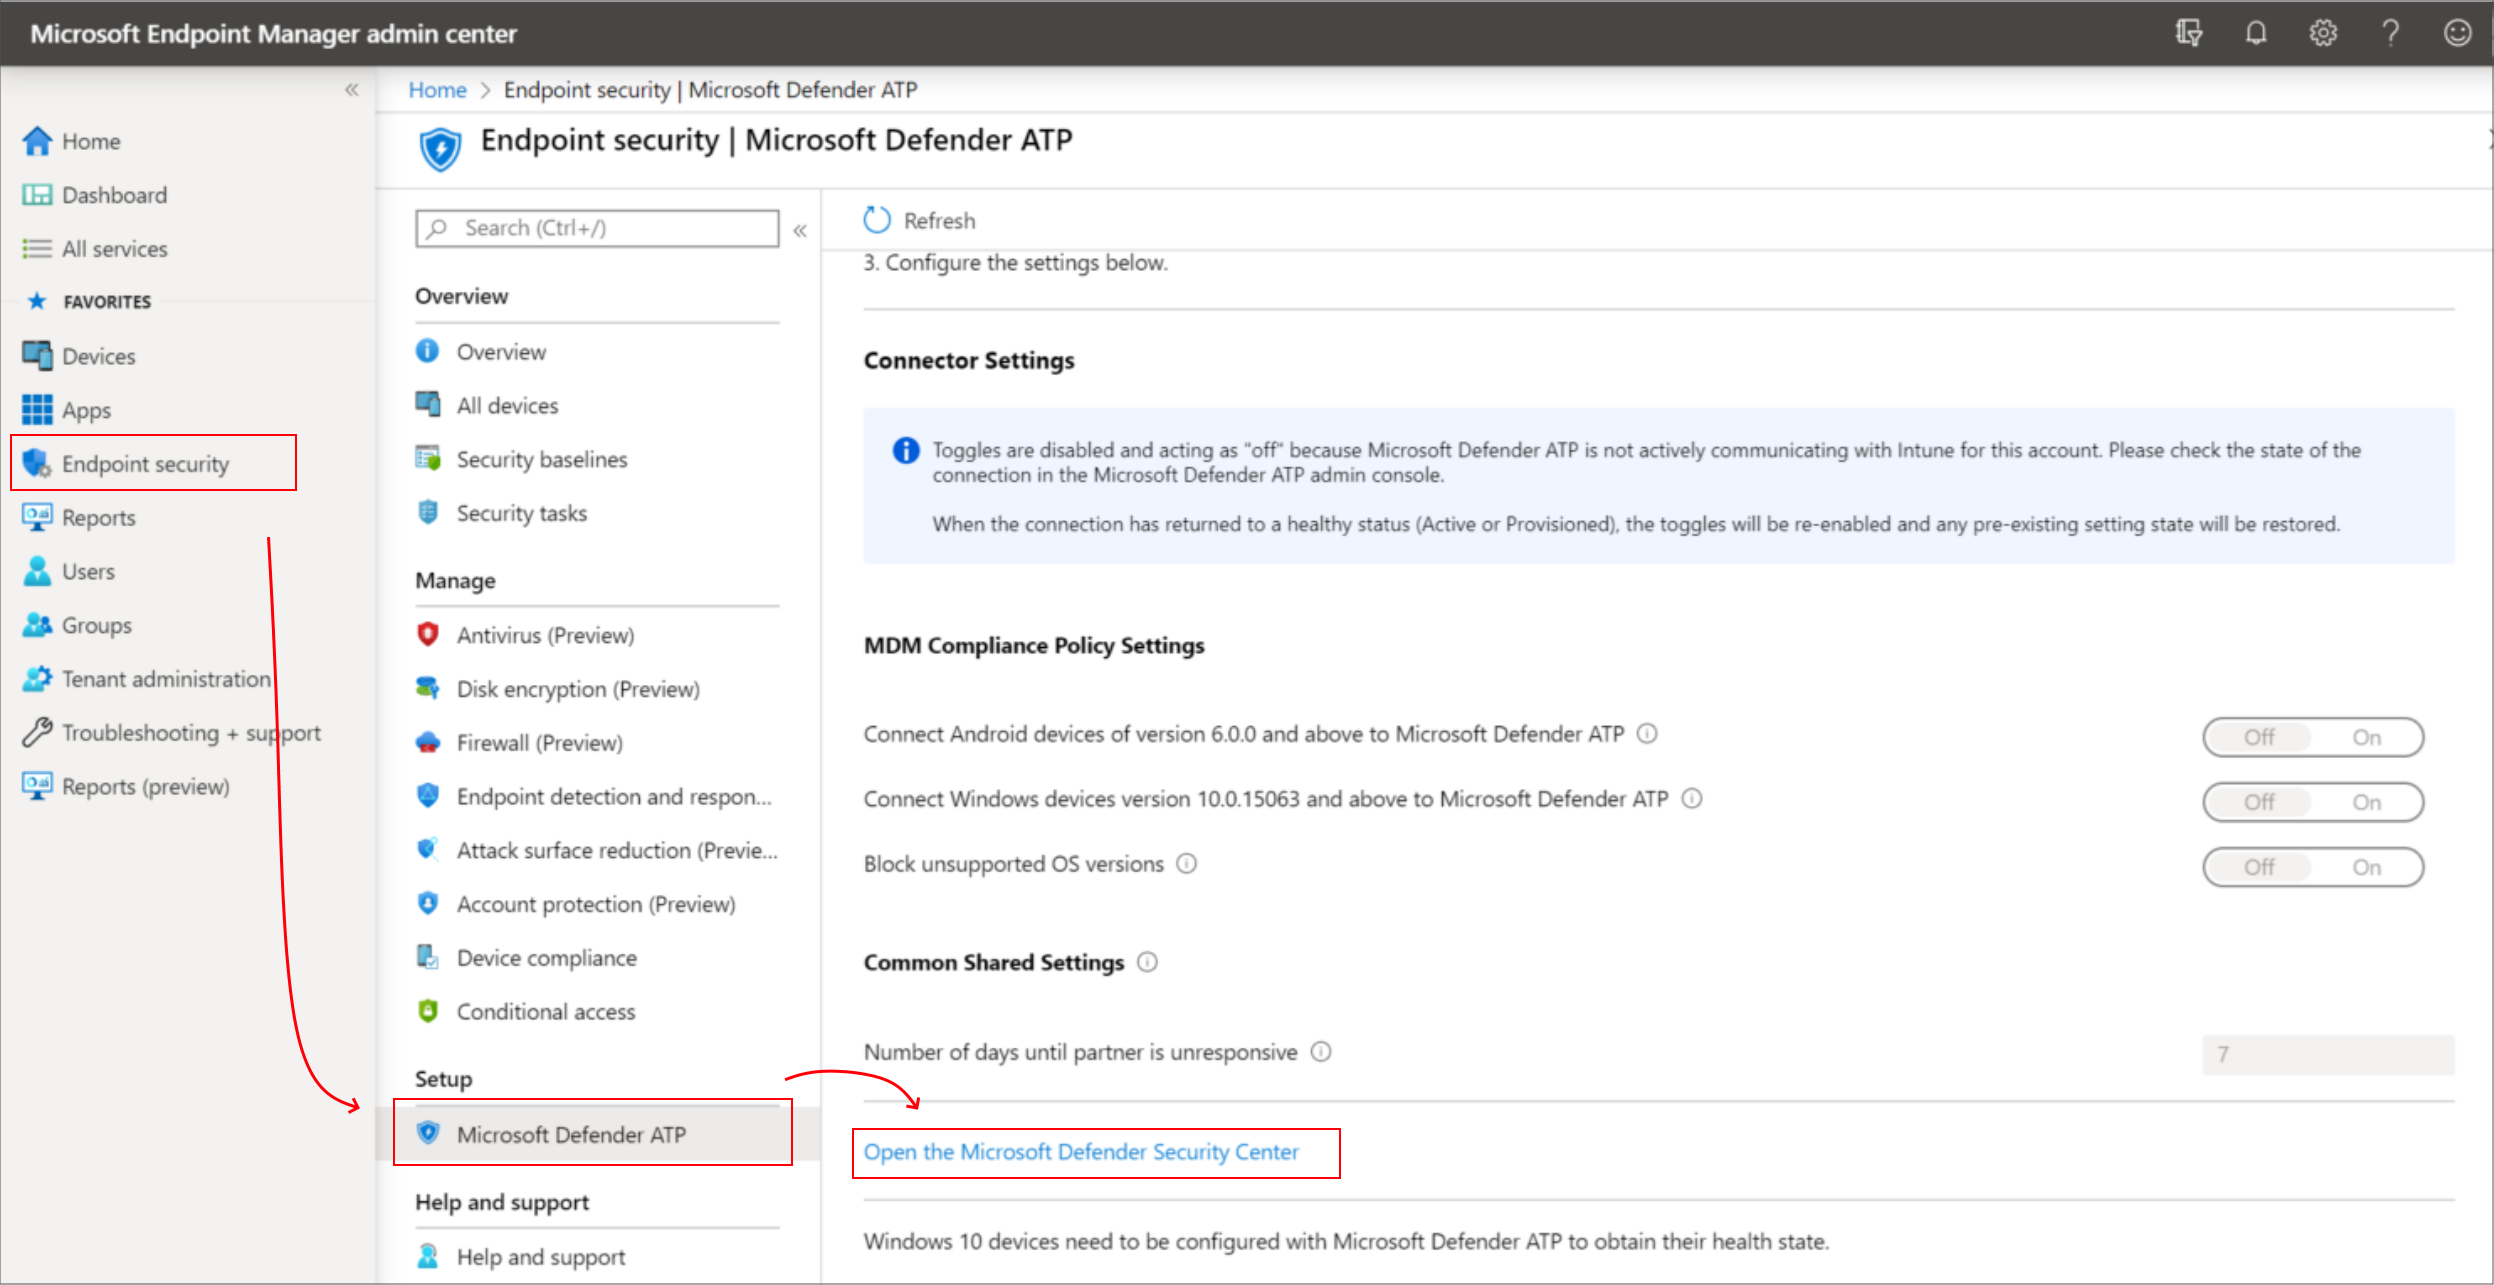 Microsoft Endpoint Manager admin center
Home
Dashboard
All services
FAVORITES
Devices
Apps
Endpoint security
Reports
Users
Groups
Tenant administration
Troubleshooting + support
Reports (preview)
Home > Endpoint security | Microsoft Defender ATP
Endpoint security | Microsoft Defender ATP
Search (Ctrl+/)
Overview
Overview
All devices
Security baselines
Security tasks
Manage
Antivirus (Preview)
Disk encryption (Preview)
Firewall (Preview)
Endpoint detection and respon...
Attack surface reduction (Previe...
Account protection (Preview)
Device compliance
Conditional access
Setup
Microsoft Defender ATP
Help and support
Help and support
Refresh
3. Configure the settings below.
Connector Settings
Toggles are disabled and acting as "off" because Microsoft Defender ATP is not actively communicating with Intune for this account. Please check the state of the
connection in the Microsoft Defender ATP admin console.
When the connection has returned to a healthy status (Active or Provisioned), the toggles will be re-enabled and any pre-existing setting state will be restored.
MDM Compliance Policy Settings
Connect Android devices of version 6.0.0 and above to Microsoft Defender ATP Off On
Connect Windows devices version 10.0.15063 and above to Microsoft Defender ATP Off On
Block unsupported OS versions Off On
Common Shared Settings
Number of days until partner is unresponsive 7
Open the Microsoft Defender Security Center
Windows 10 devices need to be configured with Microsoft Defender ATP to obtain their health state.